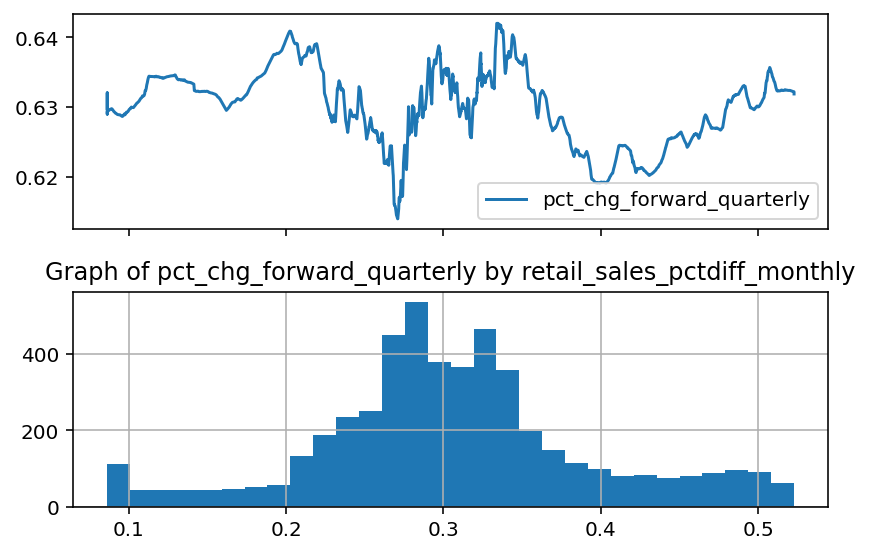 0.64
0.63
0.62
pct_chg_forward_quarterly
Graph of pct_chg_forward_quarterly by retail_sales_pctdiff_monthly
400
200
0
0.1 0.2 0.3 0.4 0.5